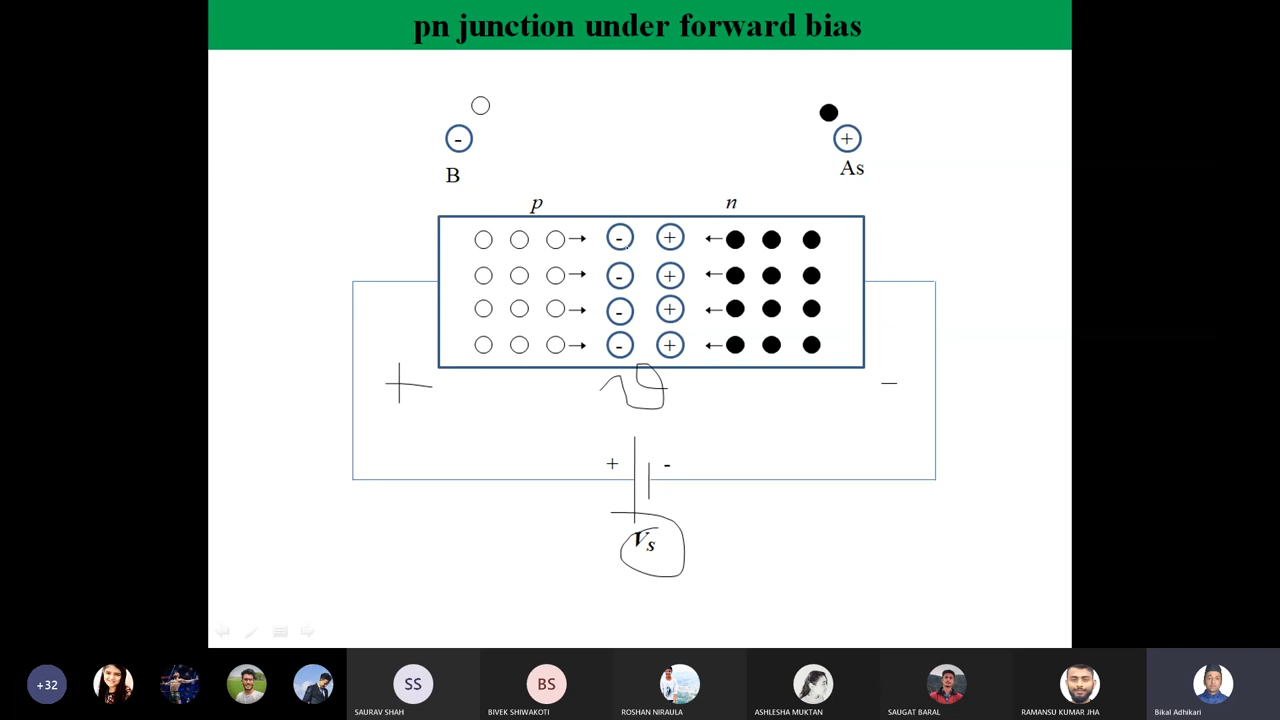 pn junction under forward bias
- +
B As
p n
- +
- +
- +
- +
+ -
+ -
Vs
+32
SS BS
SAURAV SHAH BIVEK SHIWAKOTI ROSHAN NIRAULA ASHLESHA MUKTAN SAUGAT BARAL RAMANSU KUMAR JHA Bikal Adhikari